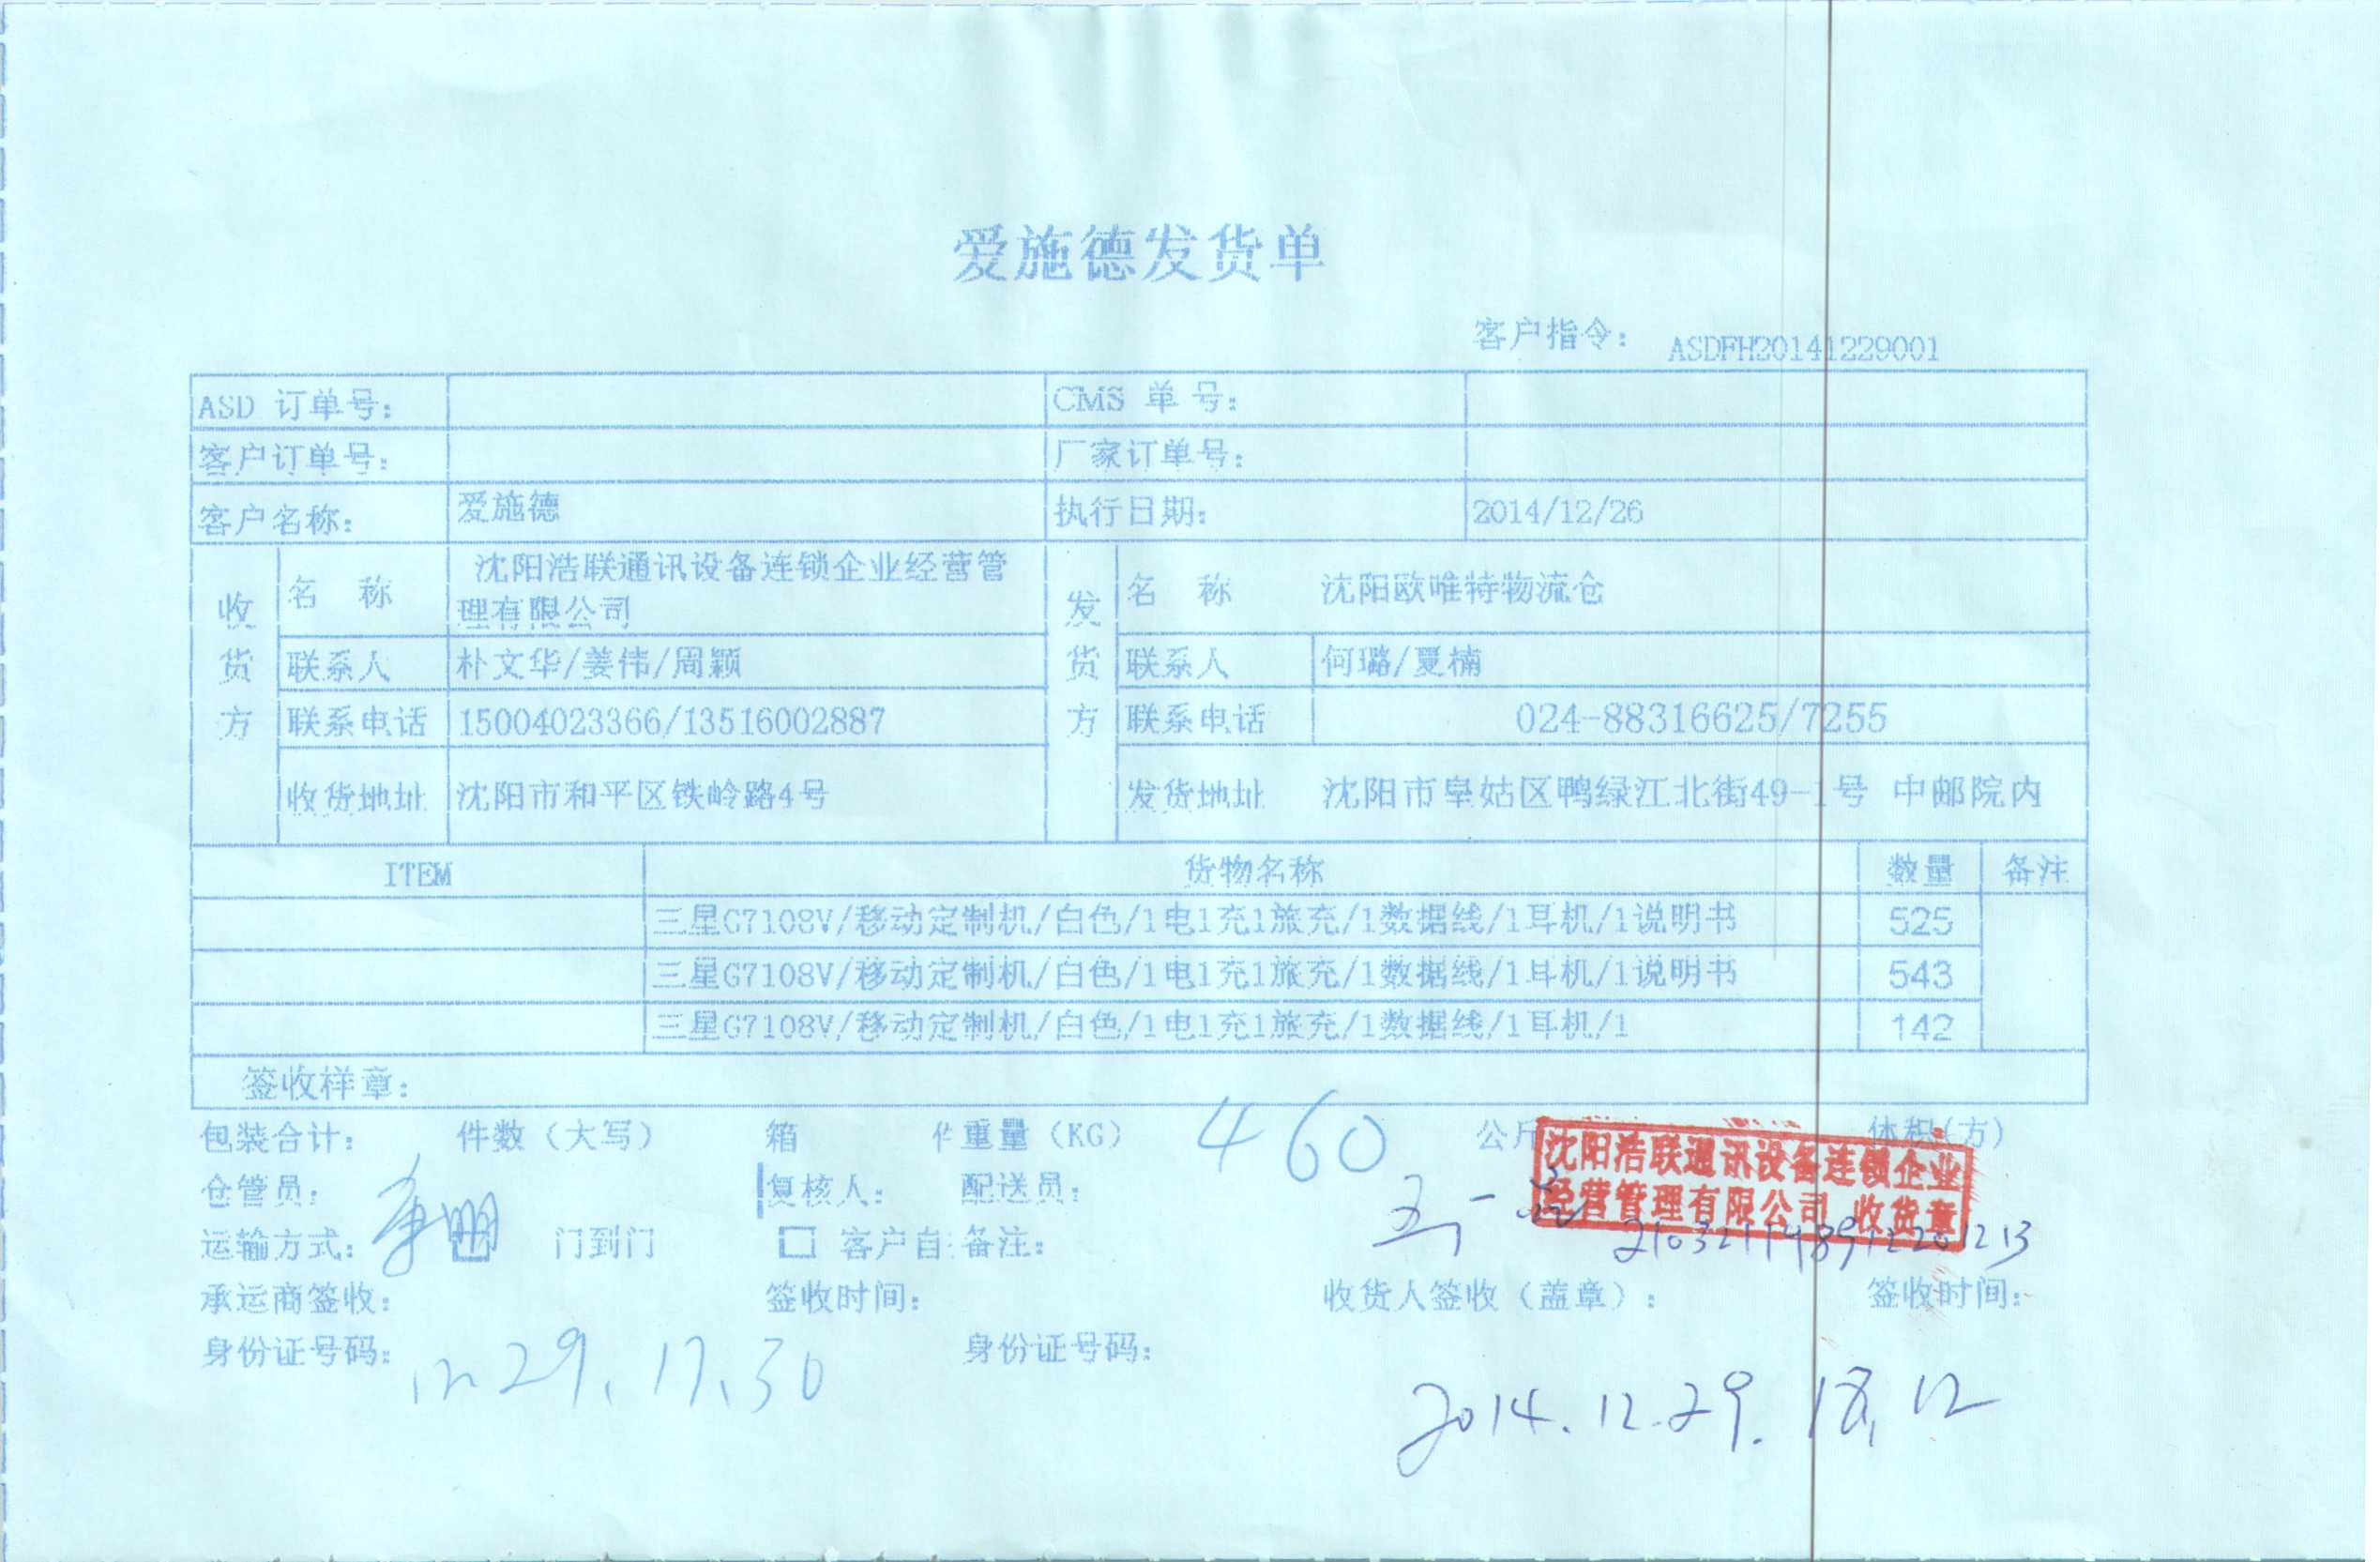 爱施德发货单
客户指令： ASDFH20141229001
ASD 订单号： CMS 单 号：
客户订单号： 厂家订单号：
客户名称： 爱施德 执行日期： 2014/12/26
收货方 名 称 沈阳浩联通讯设备连锁企业经营管理有限公司 发货方 名 称 沈阳欧唯特物流仓
联系人 朴文华/姜伟/周颖 联系人 何璐/夏楠
联系电话 15004023366/13516002887 联系电话 024-88316625/7255
收货地址 沈阳市和平区铁岭路4号 发货地址 沈阳市皐姑区鸭绿江北街49-1号 中邮院内
ITEM 货物名称 数量 备注
三星G7108V/移动定制机/白色/1电1充1旅充/1数据线/1耳机/1说明书 525
三星G7108V/移动定制机/白色/1电1充1旅充/1数据线/1耳机/1说明书 543
三星G7108V/移动定制机/白色/1电1充1旅充/1数据线/1耳机/1 142
签收样章：
包装合计： 件数（大写） 箱 重量（KG） 460 公斤 体积(方)
沈阳浩联通讯设备连锁企业
经营管理有限公司 收货章
仓管员： 复核人： 配送员：
运输方式： 门到门 客户自 备注：
承运商签收： 签收时间： 收货人签收（盖章）： 签收时间：
身份证号码： 12.29.17.30 身份证号码：
2014.12.29. 18.12